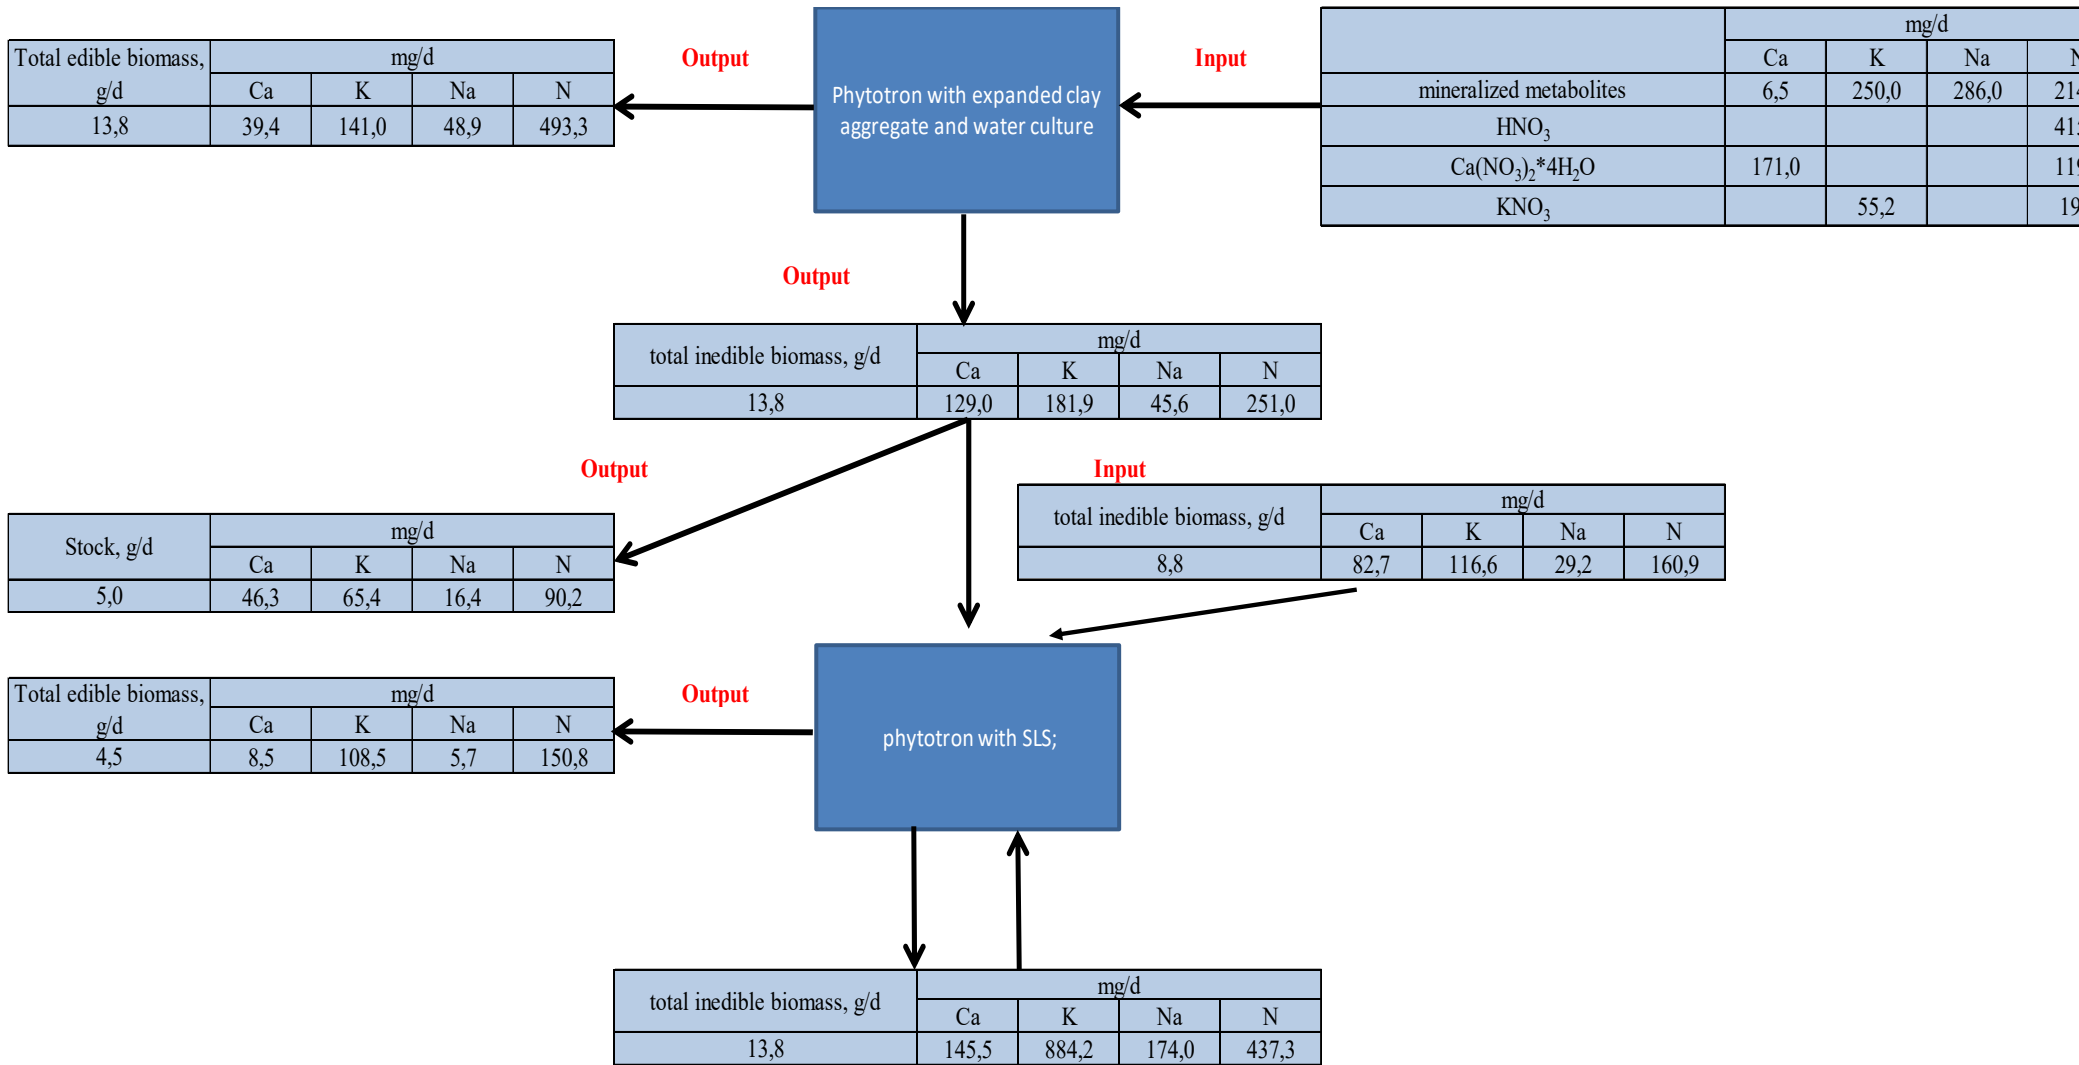 Total edible biomass, g/d
mg/d
Ca K Na N
13,8 39,4 141,0 48,9 493,3
Output
Phytotron with expanded clay
aggregate and water culture
Input
mg/d
Ca K Na
mineralized metabolites 6,5 250,0 286,0
HNO₃
Ca(NO₃)₂*4H₂O 171,0
KNO₃ 55,2
Output
total inedible biomass, g/d
mg/d
Ca K Na N
13,8 129,0 181,9 45,6 251,0
Output
Input
Stock, g/d
mg/d
Ca K Na N
5,0 46,3 65,4 16,4 90,2
total inedible biomass, g/d
mg/d
Ca K Na N
8,8 82,7 116,6 29,2 160,9
Total edible biomass, g/d
mg/d
Ca K Na N
4,5 8,5 108,5 5,7 150,8
Output
phytotron with SLS;
total inedible biomass, g/d
mg/d
Ca K Na N
13,8 145,5 884,2 174,0 437,3